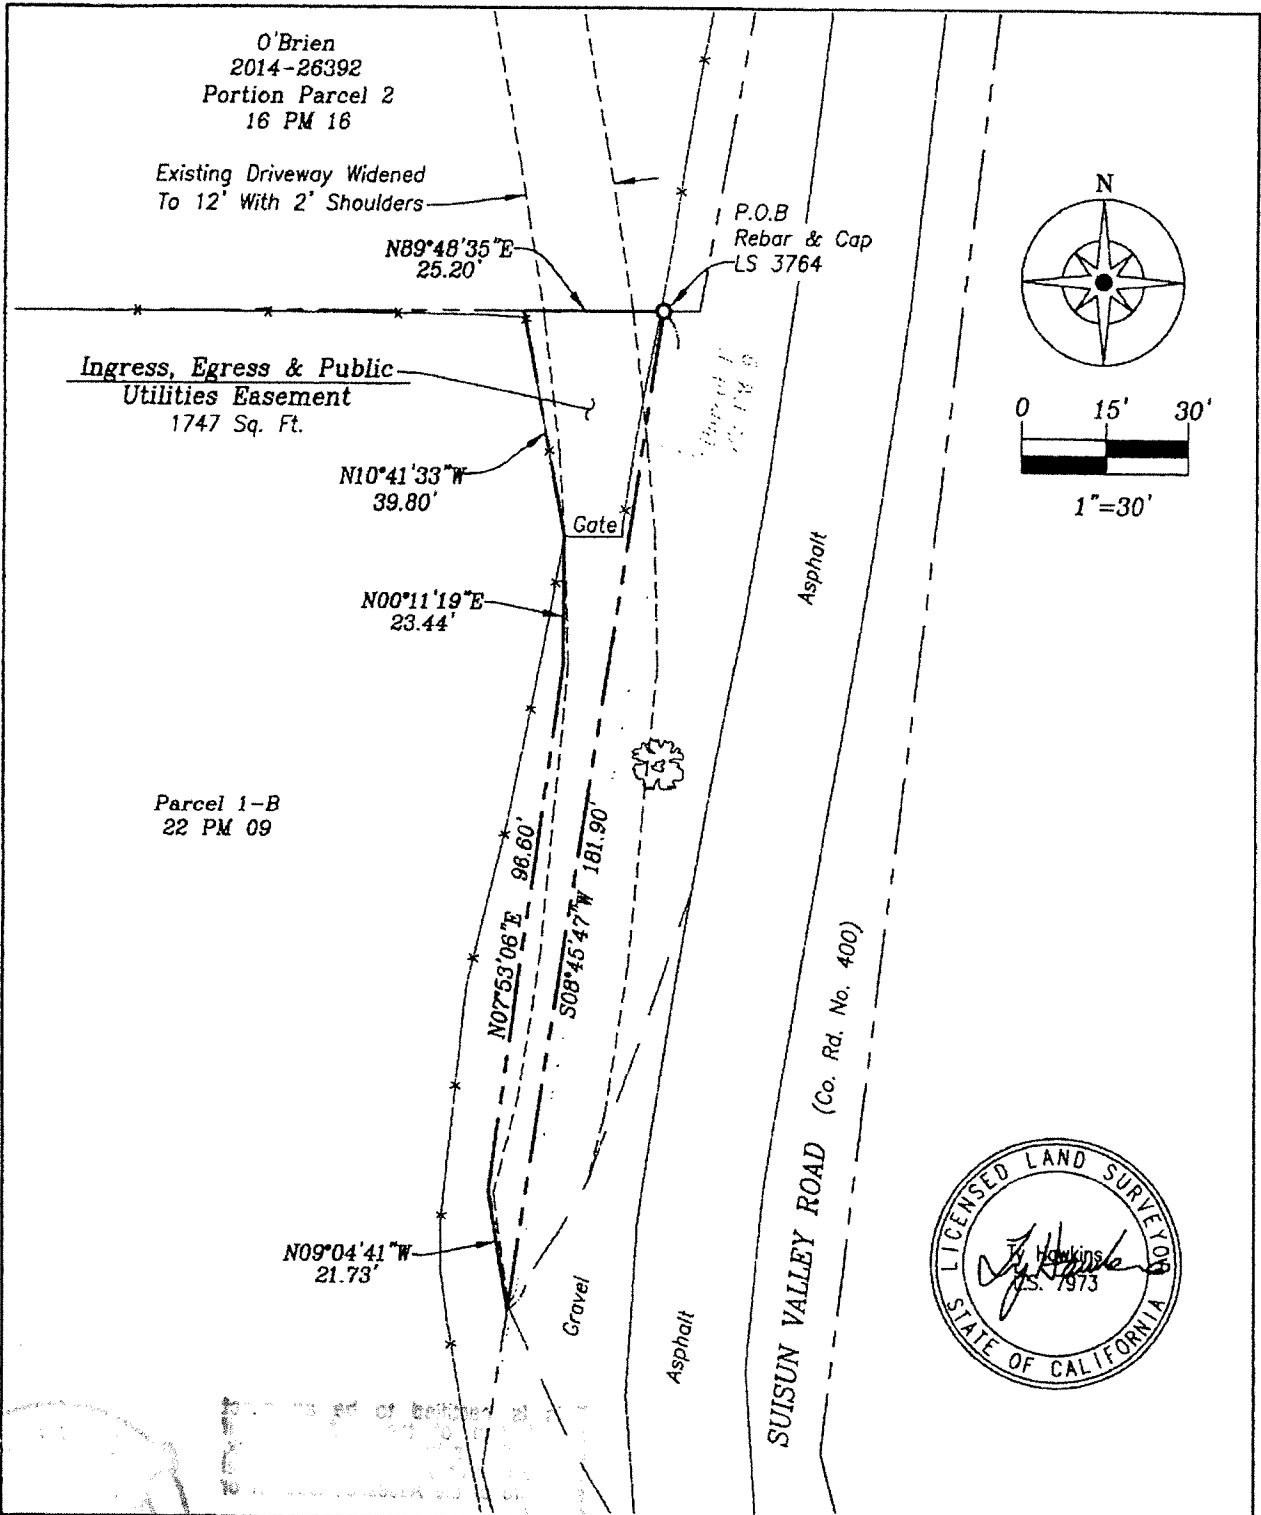 O'Brien
2014-26392
Portion Parcel 2
16 PM 16
Existing Driveway Widened
To 12' With 2' Shoulders
N89°48'35"E
25.20'
P.O.B
Rebar & Cap
LS 3764
N
Ingress, Egress & Public
Utilities Easement
1747 Sq. Ft.
0 15' 30'
1"=30'
N10°41'33"W
39.80'
Gate
Asphalt
N00°11'19"E
23.44'
Parcel 1-B
22 PM 09
N07°53'06"E 96.60'
S08°45'47"W 181.90'
SUISUN VALLEY ROAD (Co. Rd. No. 400)
N09°04'41"W
21.73'
Gravel
Asphalt
LICENSED LAND SURVEYOR
Ty Hawkins
L.S. 7973
STATE OF CALIFORNIA